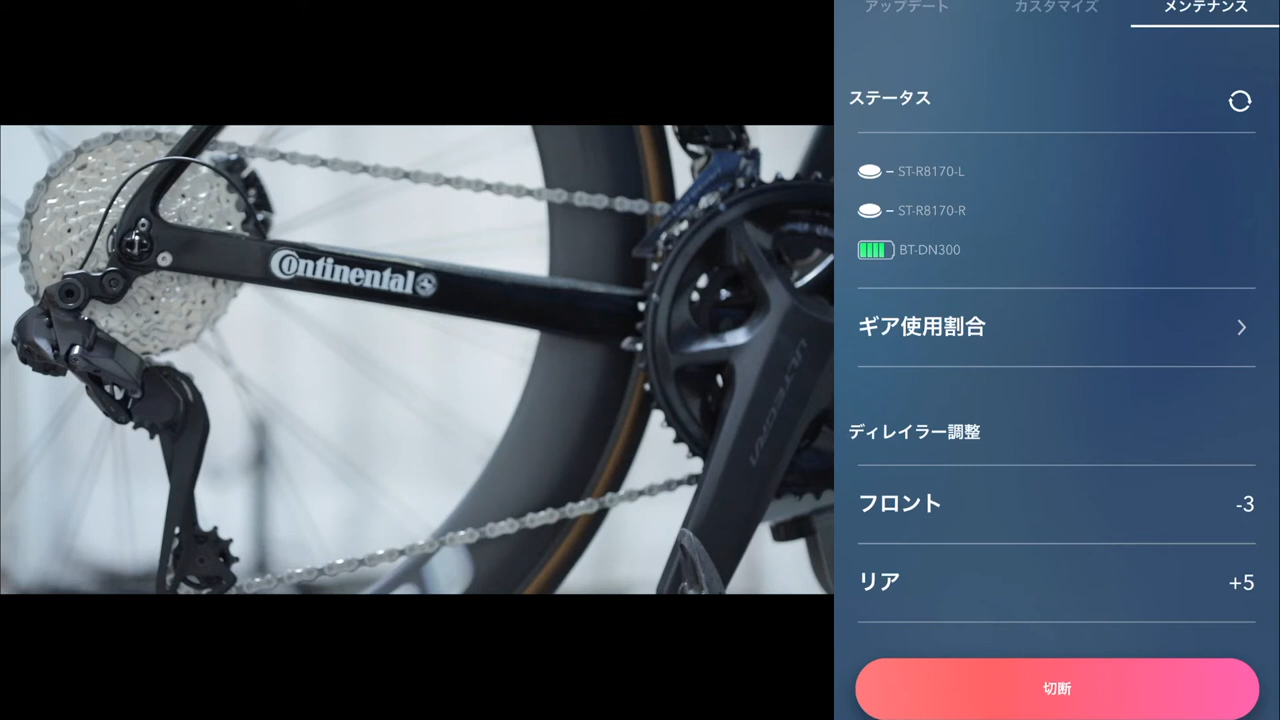 Continental
ULTEGRA
アップデート
カスタマイズ
メンテナンス
ステータス
– ST-R8170-L
– ST-R8170-R
BT-DN300
ギア使用割合
ディレイラー調整
フロント
-3
リア
+5
切断